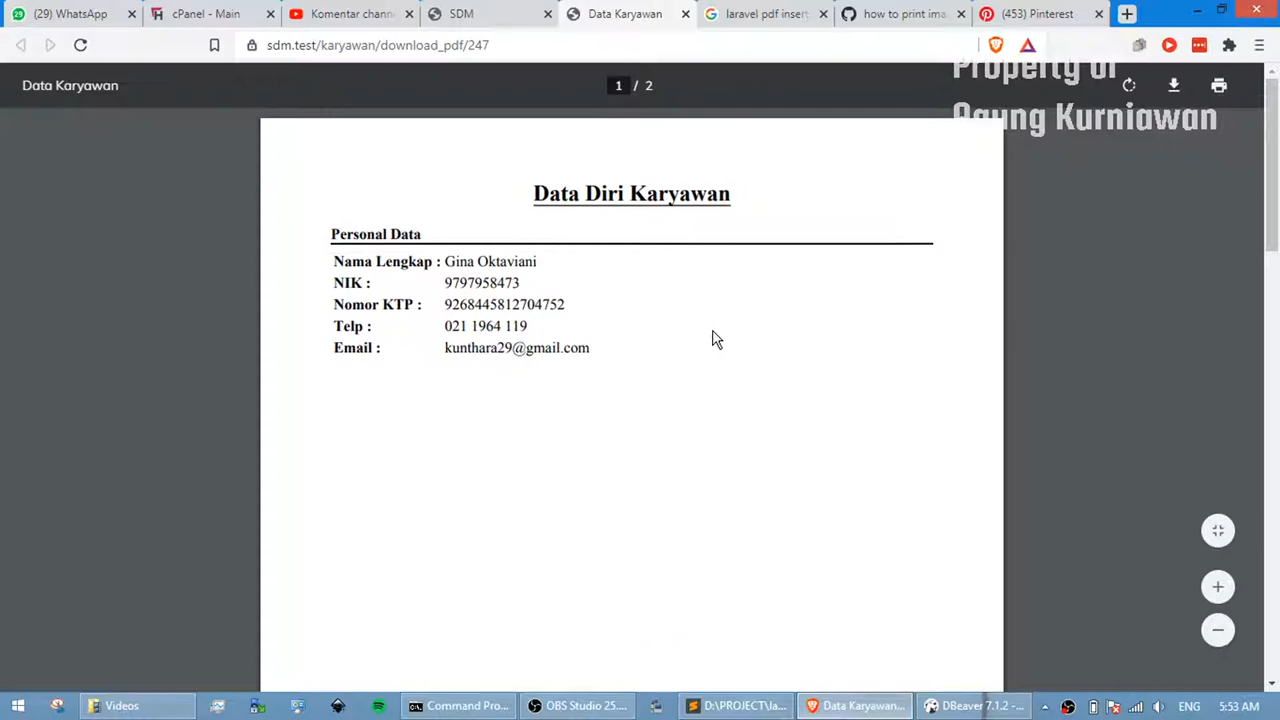 (29) WhatsApp
cPanel - Main
Komentar chann
SDM
Data Karyawan
laravel pdf insert
how to print ima
(453) Pinterest
sdm.test/karyawan/download_pdf/247
Data Karyawan
1 / 2
Property of
Agung Kurniawan
Data Diri Karyawan
Personal Data
Nama Lengkap : Gina Oktaviani
NIK : 9797958473
Nomor KTP : 9268445812704752
Telp : 021 1964 119
Email : kunthara29@gmail.com
Videos
Command Pro...
OBS Studio 25....
D:\PROJECT\la...
Data Karyawan...
DBeaver 7.1.2 -...
ENG
5:53 AM